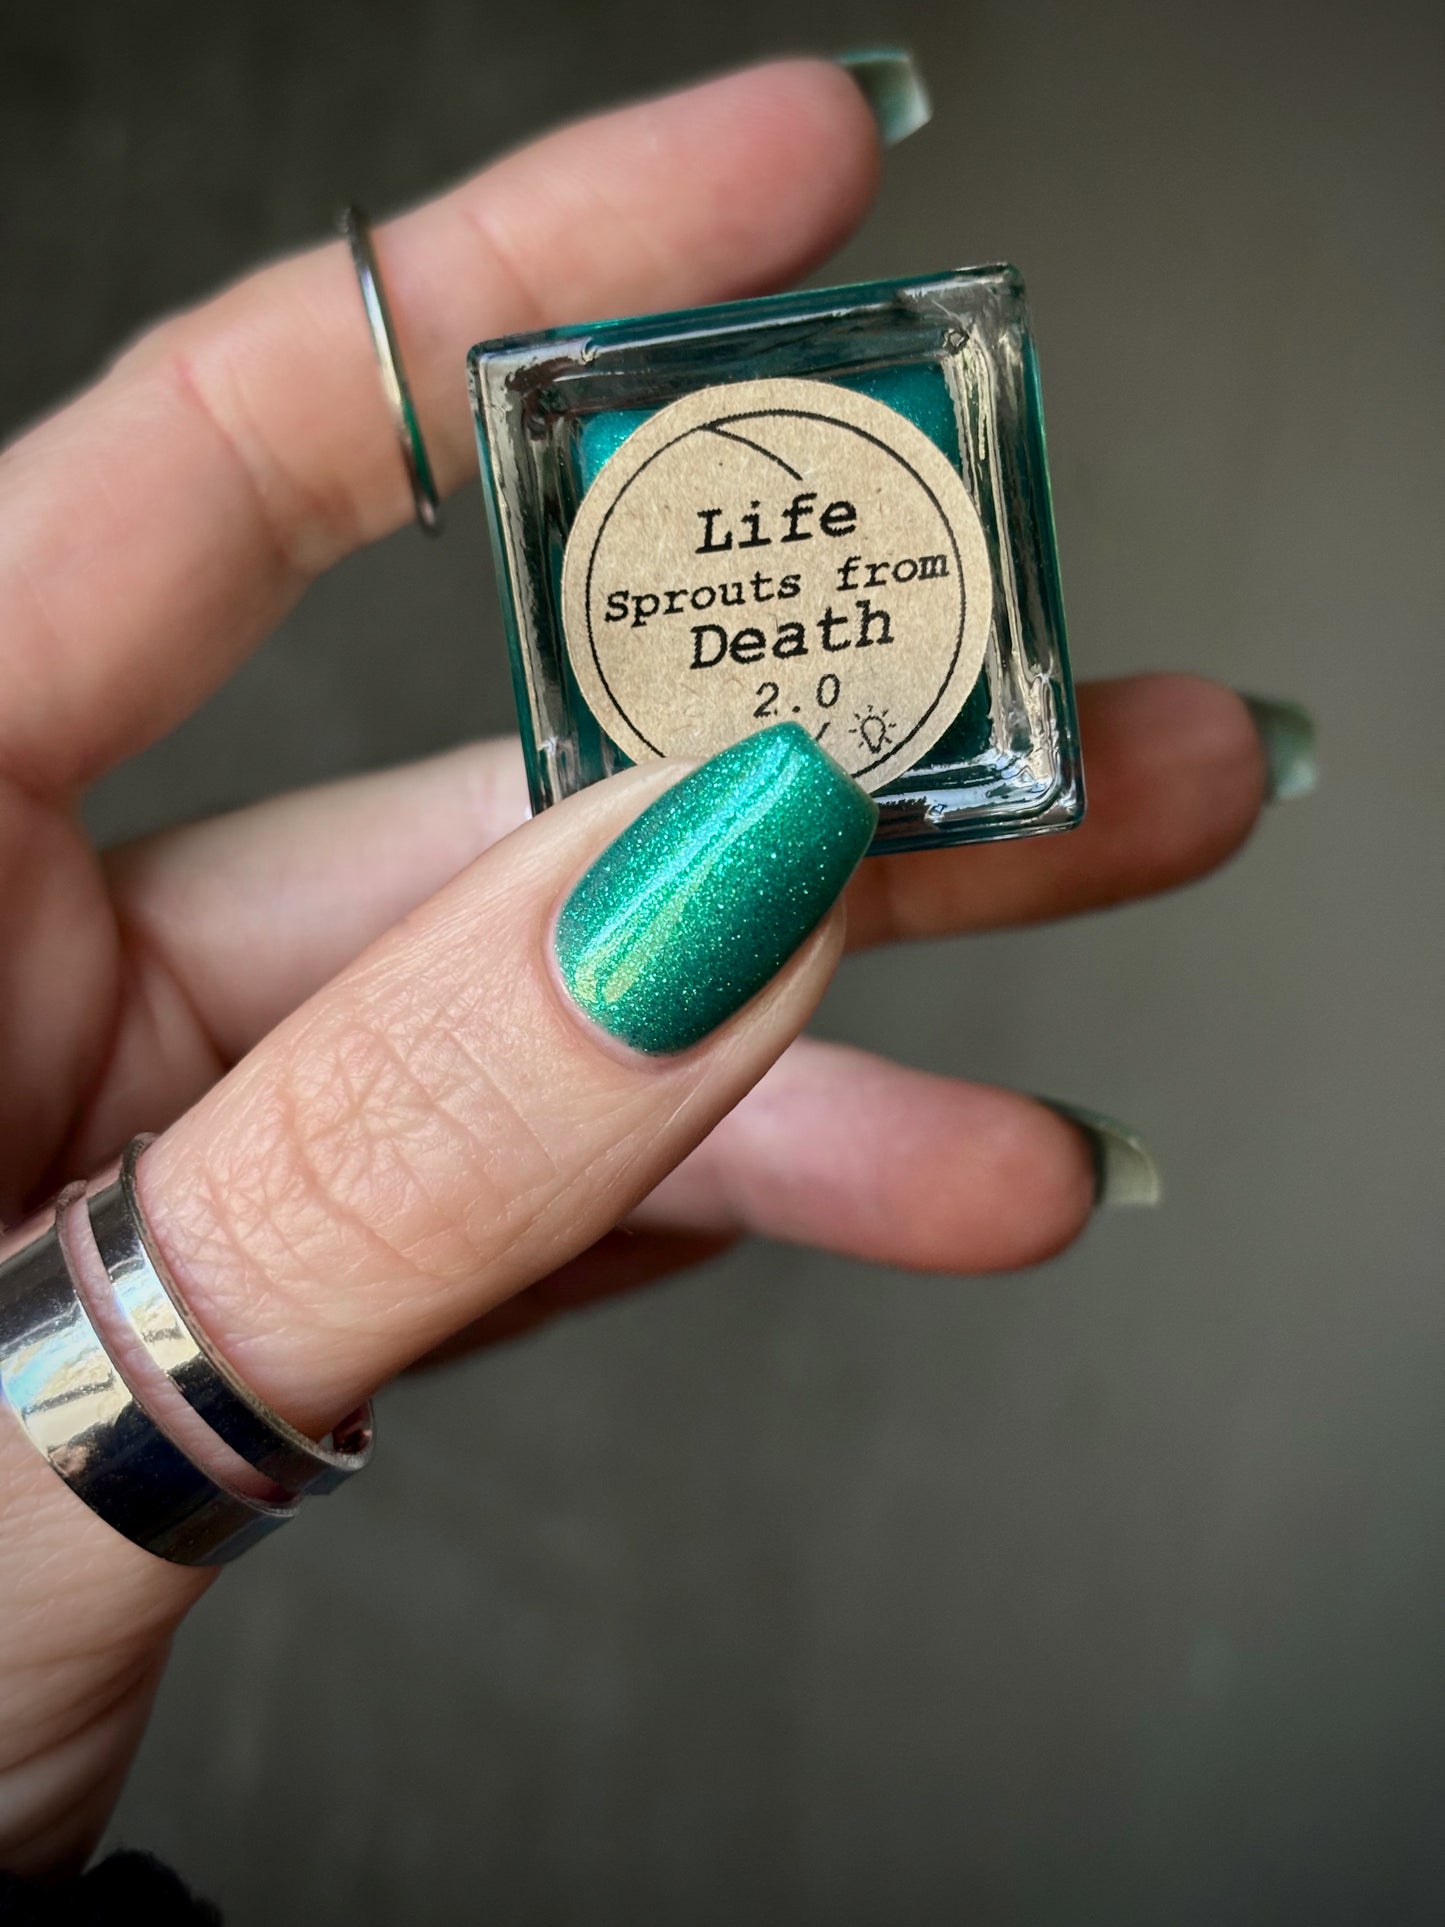 Life
Sprouts from
Death
2.0